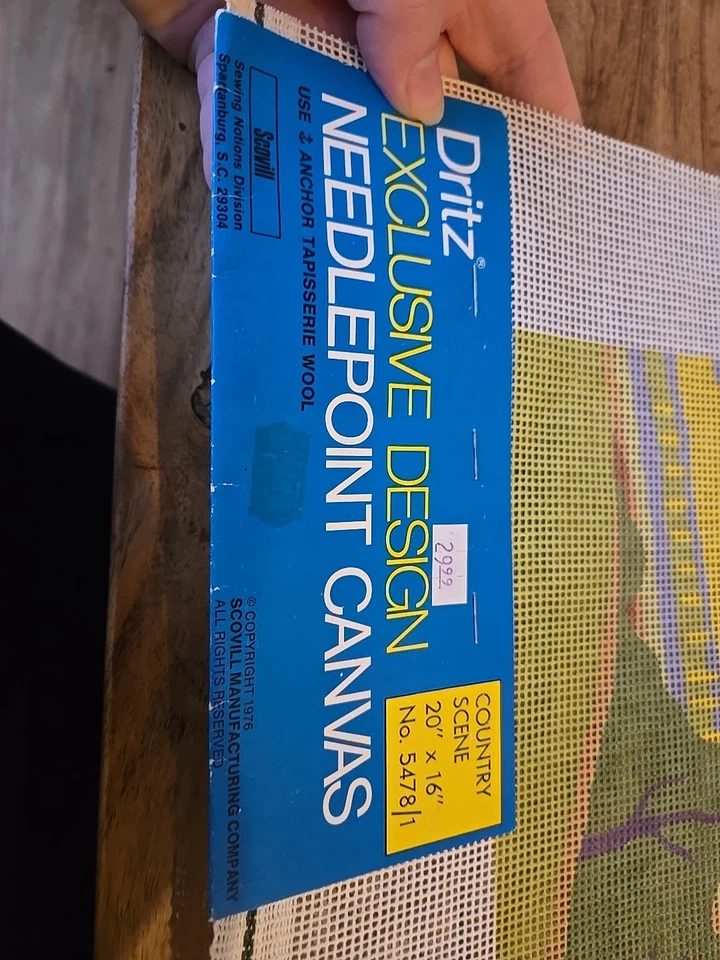 Dritz®
EXCLUSIVE DESIGN
NEEDLEPOINT CANVAS
USE ⚓ ANCHOR TAPISSERIE WOOL
Scovill
Sewing Notions Division
Spartanburg, S.C. 29304
29.99
COUNTRY
SCENE
20" x 16"
No. 5478/1
© COPYRIGHT 1976
SCOVILL MANUFACTURING COMPANY
ALL RIGHTS RESERVED